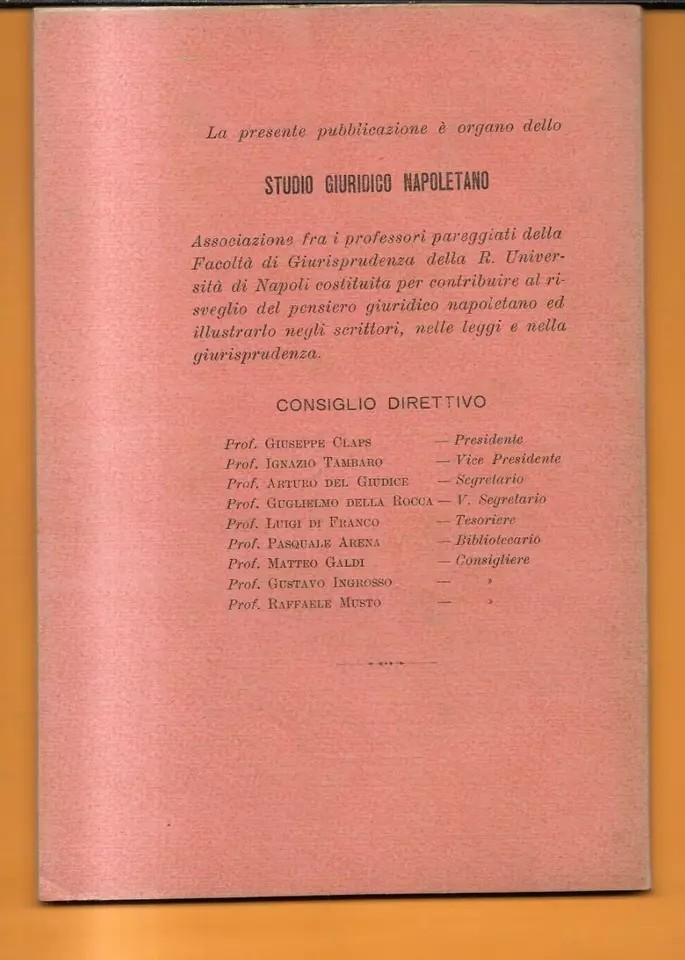 La presente pubblicazione è organo dello
STUDIO GIURIDICO NAPOLETANO
Associazione fra i professori pareggiati della
Facoltà di Giurisprudenza della R. Univer-
sità di Napoli costituita per contribuire al ri-
sveglio del pensiero giuridico napoletano ed
illustrarlo negli scrittori, nelle leggi e nella
giurisprudenza.
CONSIGLIO DIRETTIVO
Prof. GIUSEPPE CLAPS — Presidente
Prof. IGNAZIO TAMBARO — Vice Presidente
Prof. ARTURO DEL GIUDICE — Segretario
Prof. GUGLIELMO DELLA ROCCA — V. Segretario
Prof. LUIGI DI FRANCO — Tesoriere
Prof. PASQUALE ARENA — Bibliotecario
Prof. MATTEO GALDI — Consigliere
Prof. GUSTAVO INGROSSO — »
Prof. RAFFAELE MUSTO — »